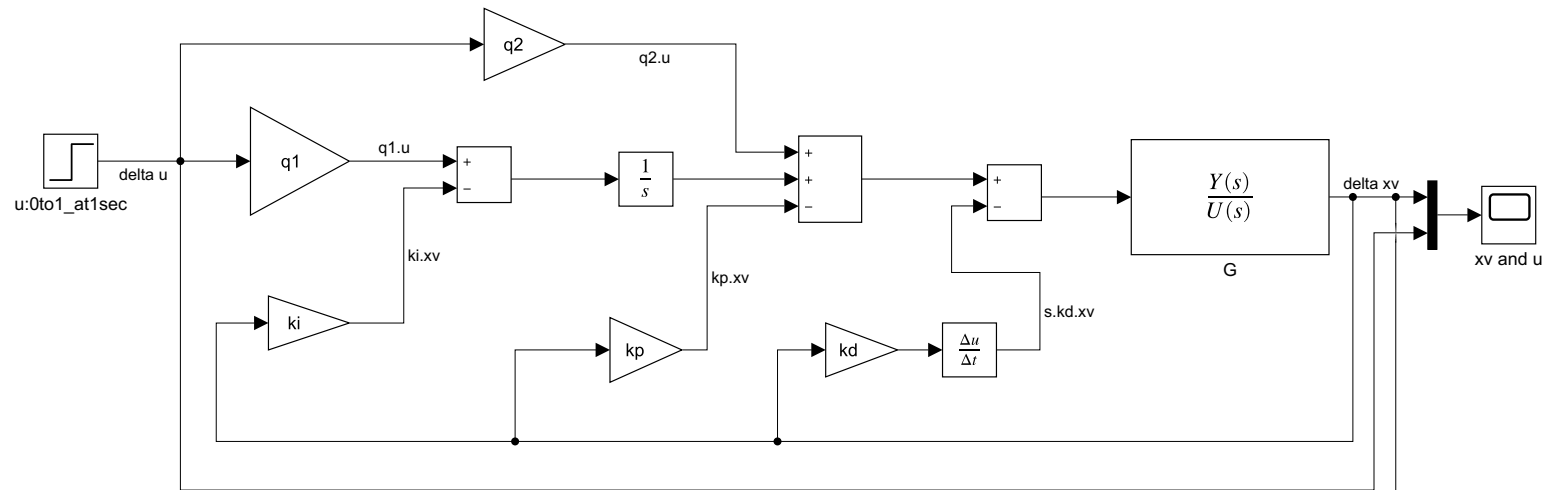 q2
q2.u
q1
q1.u
+
−
1
s
+
+
−
+
−
Y(s)
U(s)
G
delta u
u:0to1_at1sec
delta xv
xv and u
ki.xv
kp.xv
s.kd.xv
ki
kp
kd
Δu
Δt